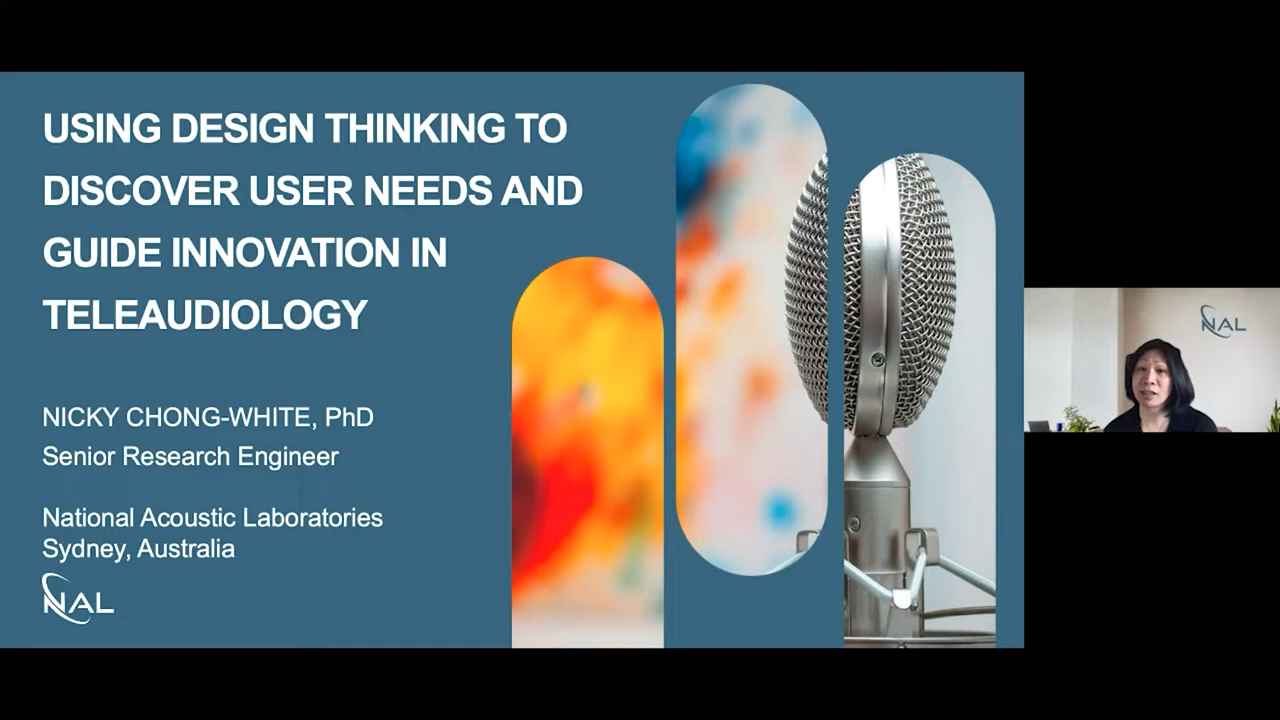 USING DESIGN THINKING TO
DISCOVER USER NEEDS AND
GUIDE INNOVATION IN
TELEAUDIOLOGY
NICKY CHONG-WHITE, PhD
Senior Research Engineer
National Acoustic Laboratories
Sydney, Australia
NAL
NAL